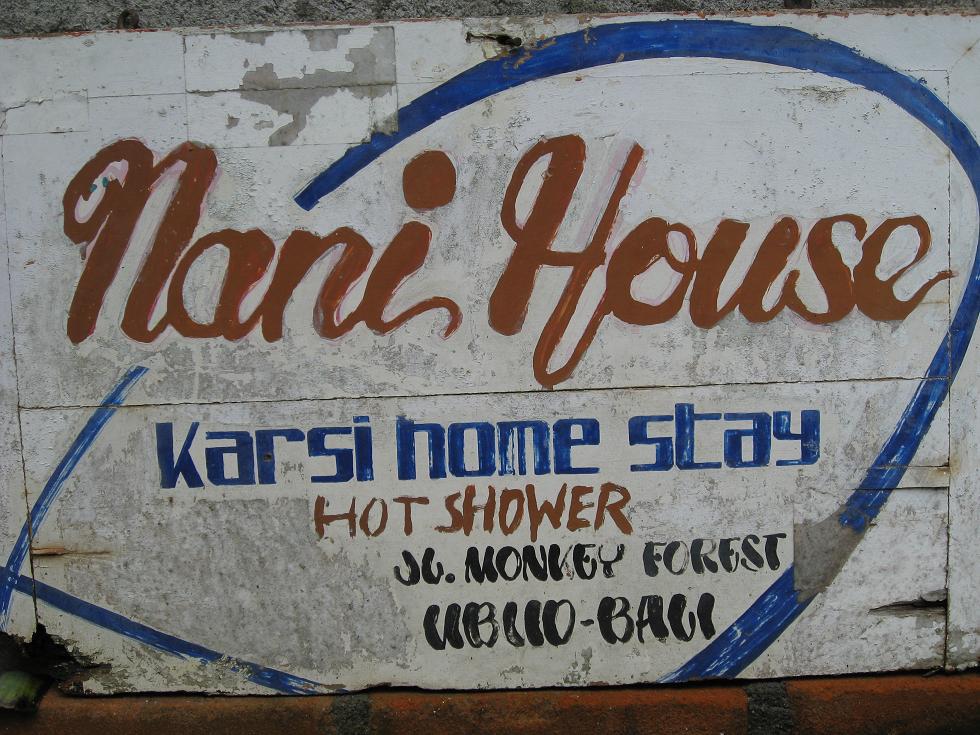 Nani House
karsi home stay
HOT SHOWER
JL. MONKEY FOREST
UBUD-BALI